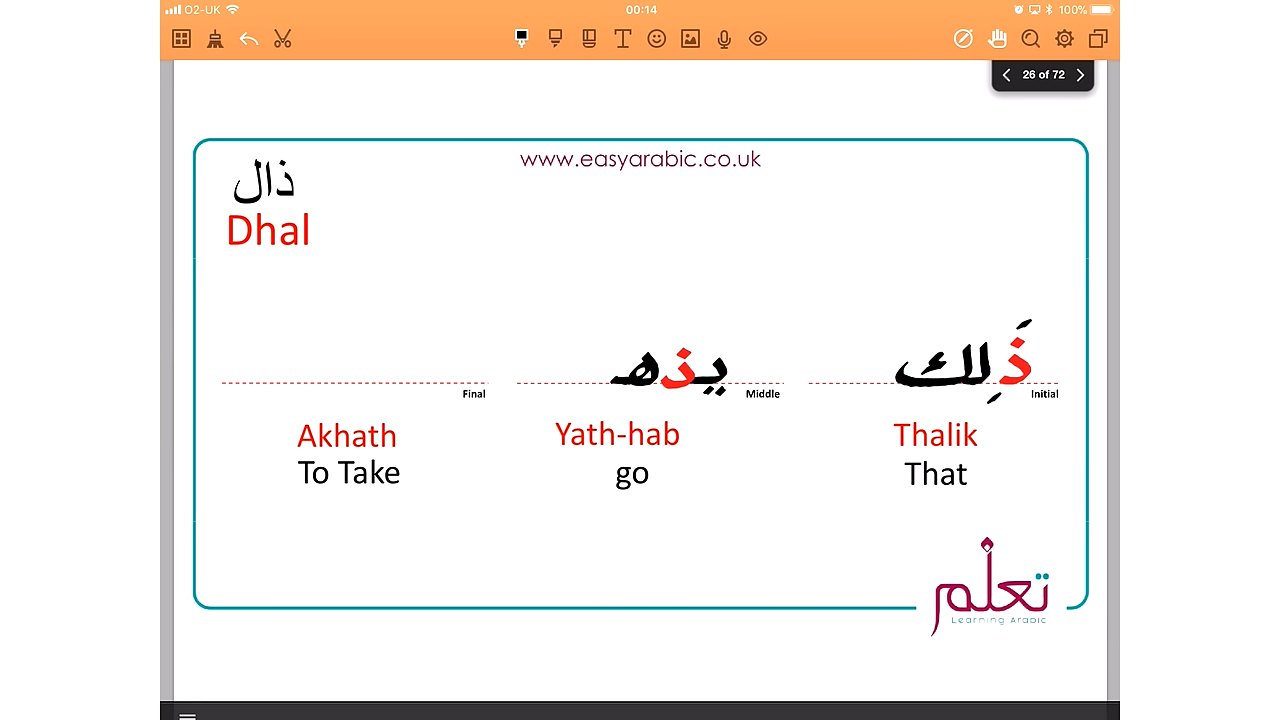 O2-UK 00:14 100%
26 of 72
www.easyarabic.co.uk
ذال
Dhal
ذَلِك
يذهـ
Final
Middle
Initial
Akhath
Yath-hab
Thalik
To Take
go
That
تعلم
Learning Arabic